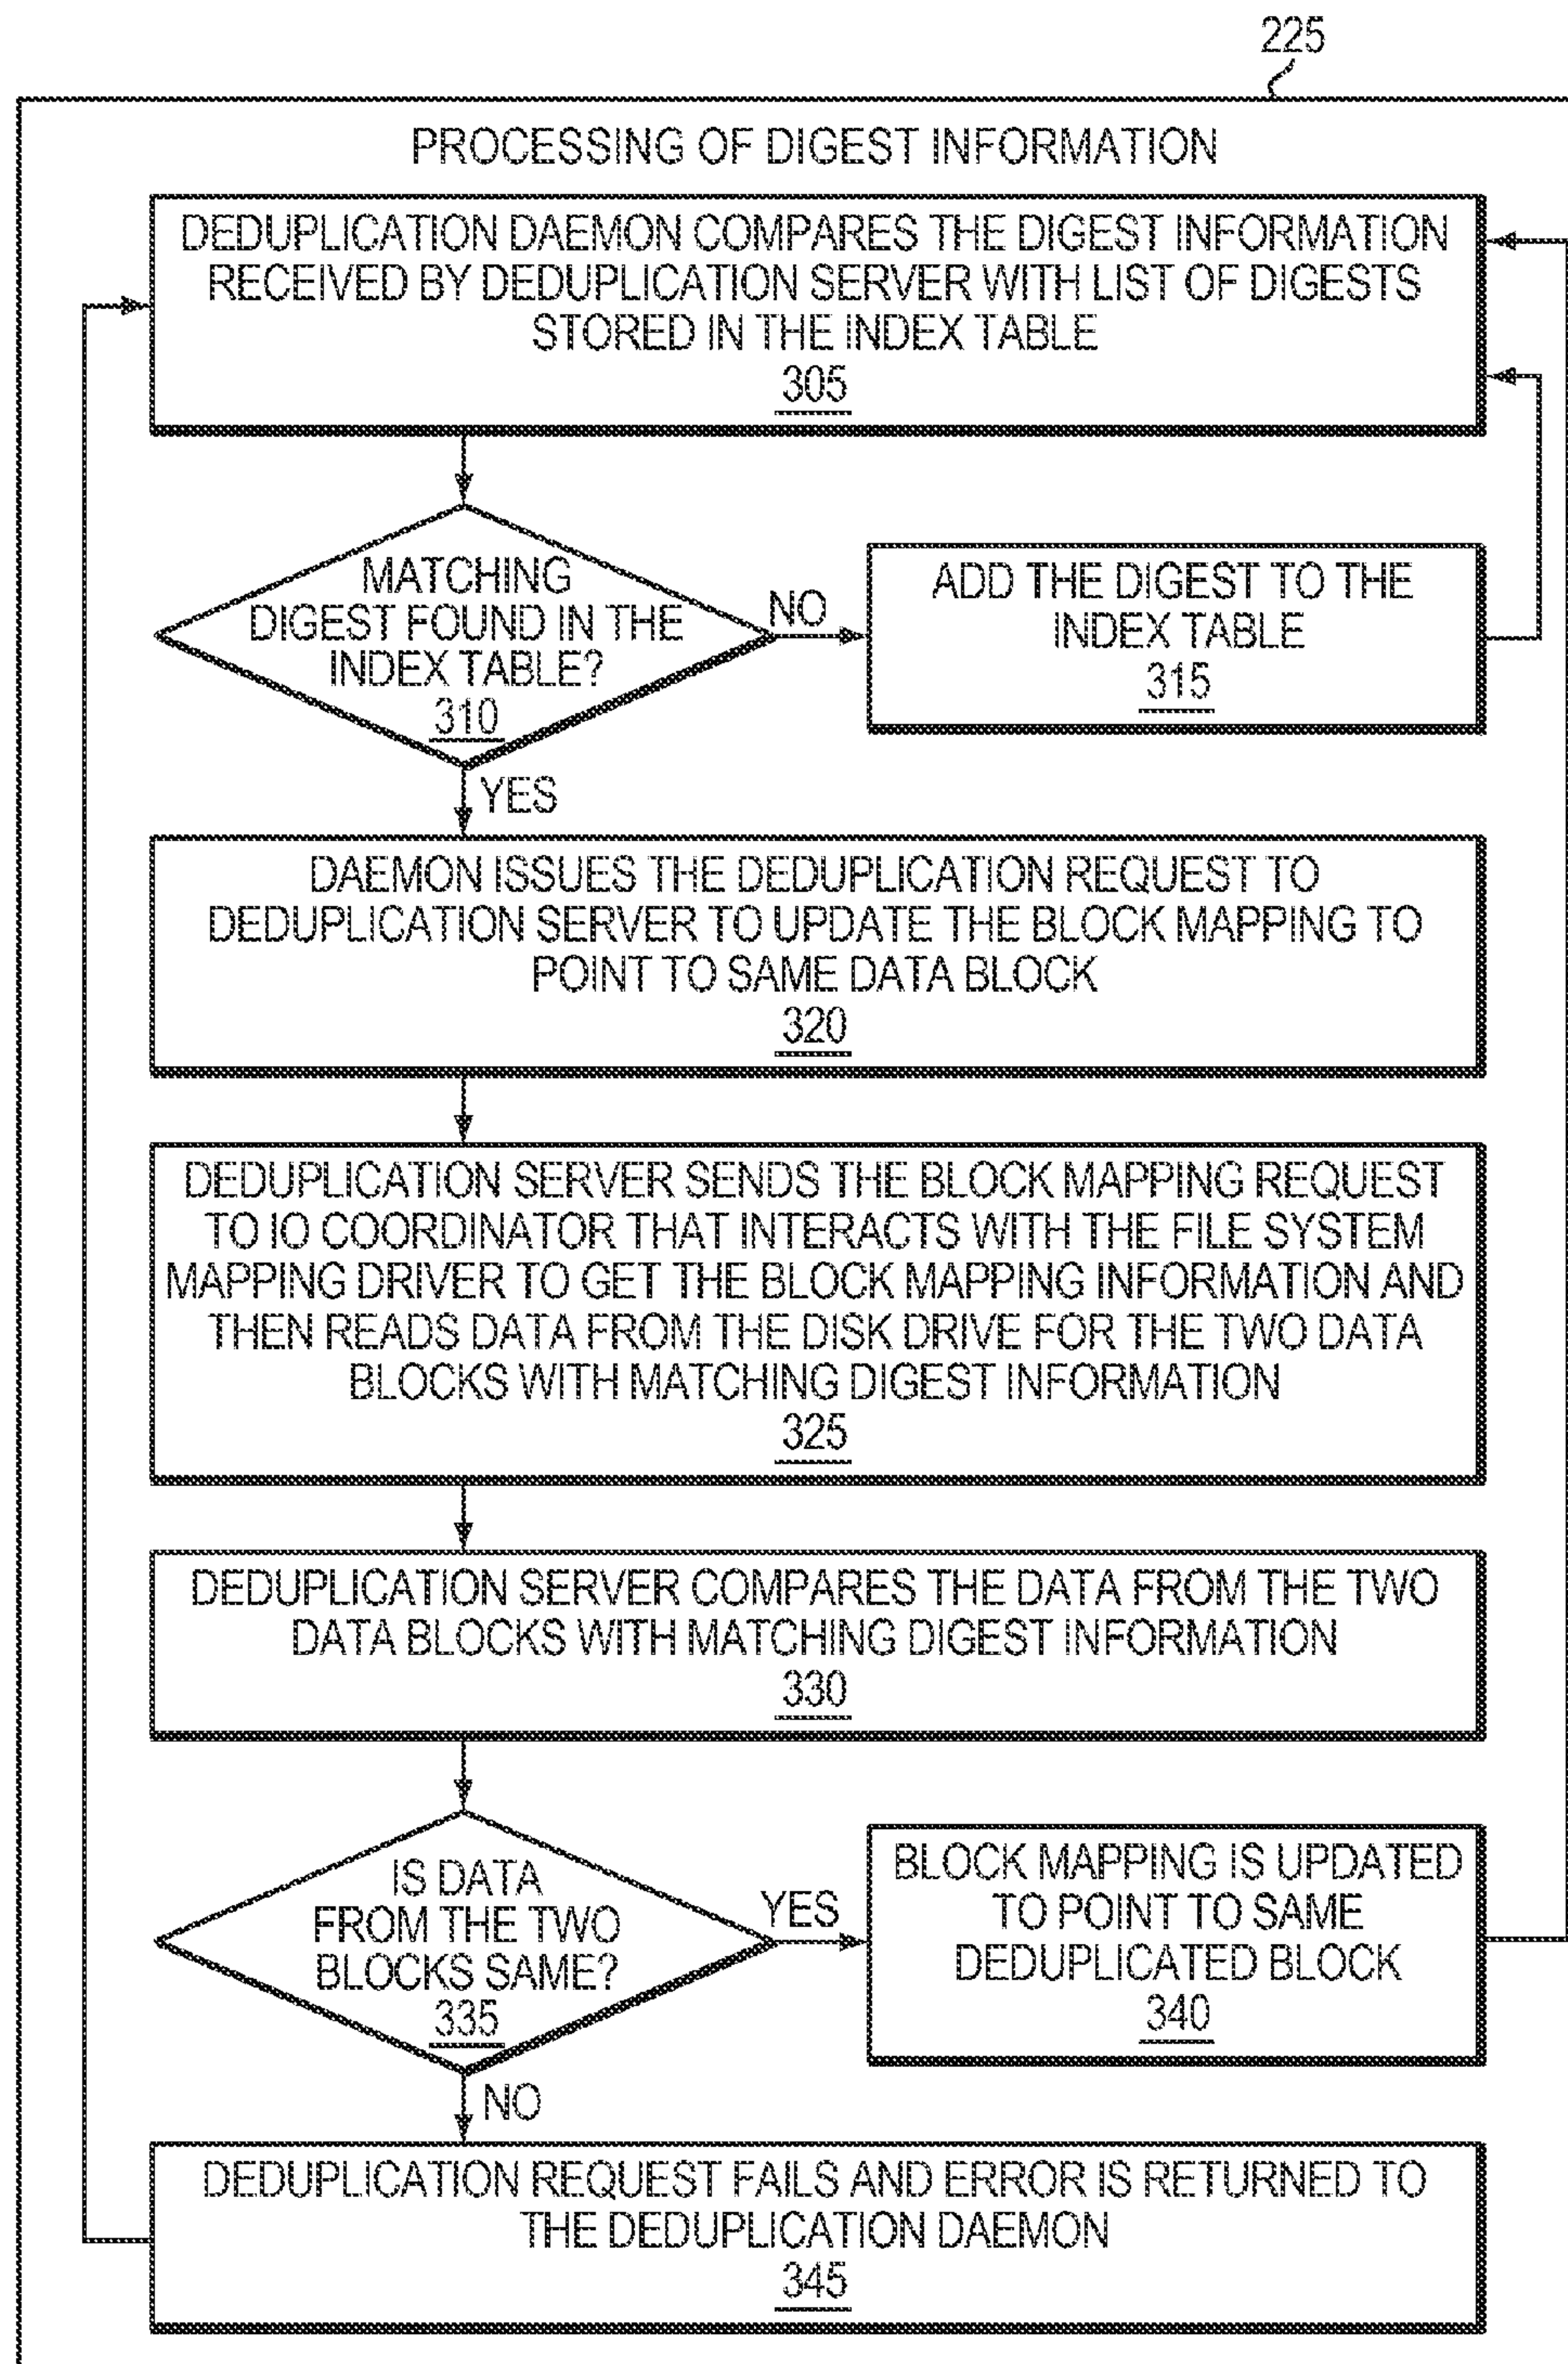 225
PROCESSING OF DIGEST INFORMATION
DEDUPLICATION DAEMON COMPARES THE DIGEST INFORMATION
RECEIVED BY DEDUPLICATION SERVER WITH LIST OF DIGESTS
STORED IN THE INDEX TABLE
305
MATCHING
DIGEST FOUND IN THE
INDEX TABLE?
310
NO
ADD THE DIGEST TO THE
INDEX TABLE
315
YES
DAEMON ISSUES THE DEDUPLICATION REQUEST TO
DEDUPLICATION SERVER TO UPDATE THE BLOCK MAPPING TO
POINT TO SAME DATA BLOCK
320
DEDUPLICATION SERVER SENDS THE BLOCK MAPPING REQUEST
TO IO COORDINATOR THAT INTERACTS WITH THE FILE SYSTEM
MAPPING DRIVER TO GET THE BLOCK MAPPING INFORMATION AND
THEN READS DATA FROM THE DISK DRIVE FOR THE TWO DATA
BLOCKS WITH MATCHING DIGEST INFORMATION
325
DEDUPLICATION SERVER COMPARES THE DATA FROM THE TWO
DATA BLOCKS WITH MATCHING DIGEST INFORMATION
330
IS DATA
FROM THE TWO
BLOCKS SAME?
335
YES
BLOCK MAPPING IS UPDATED
TO POINT TO SAME
DEDUPLICATED BLOCK
340
NO
DEDUPLICATION REQUEST FAILS AND ERROR IS RETURNED TO
THE DEDUPLICATION DAEMON
345